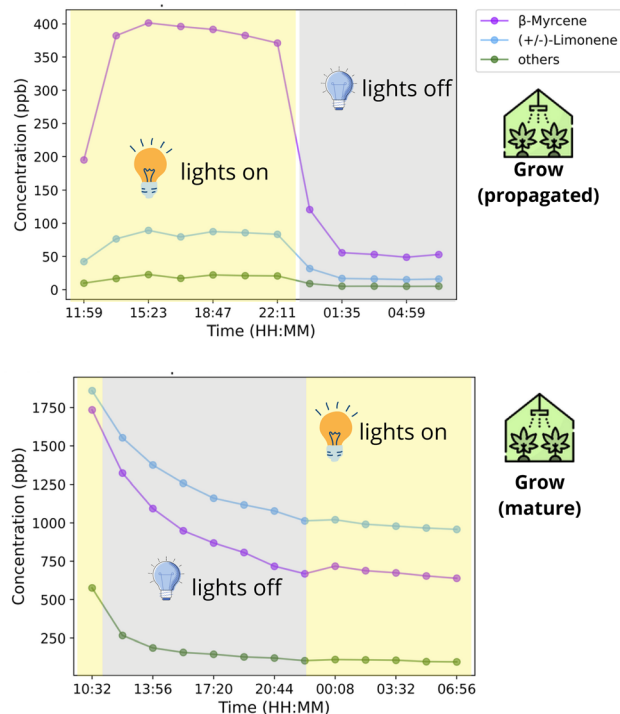 β-Myrcene
(+/-)-Limonene
others
400
350
300
250
200
150
100
50
0
Concentration (ppb)
lights on
lights off
11:59
15:23
18:47
22:11
01:35
04:59
Time (HH:MM)
Grow
(propagated)
1750
1500
1250
1000
750
500
250
Concentration (ppb)
lights on
lights off
10:32
13:56
17:20
20:44
00:08
03:32
06:56
Time (HH:MM)
Grow
(mature)